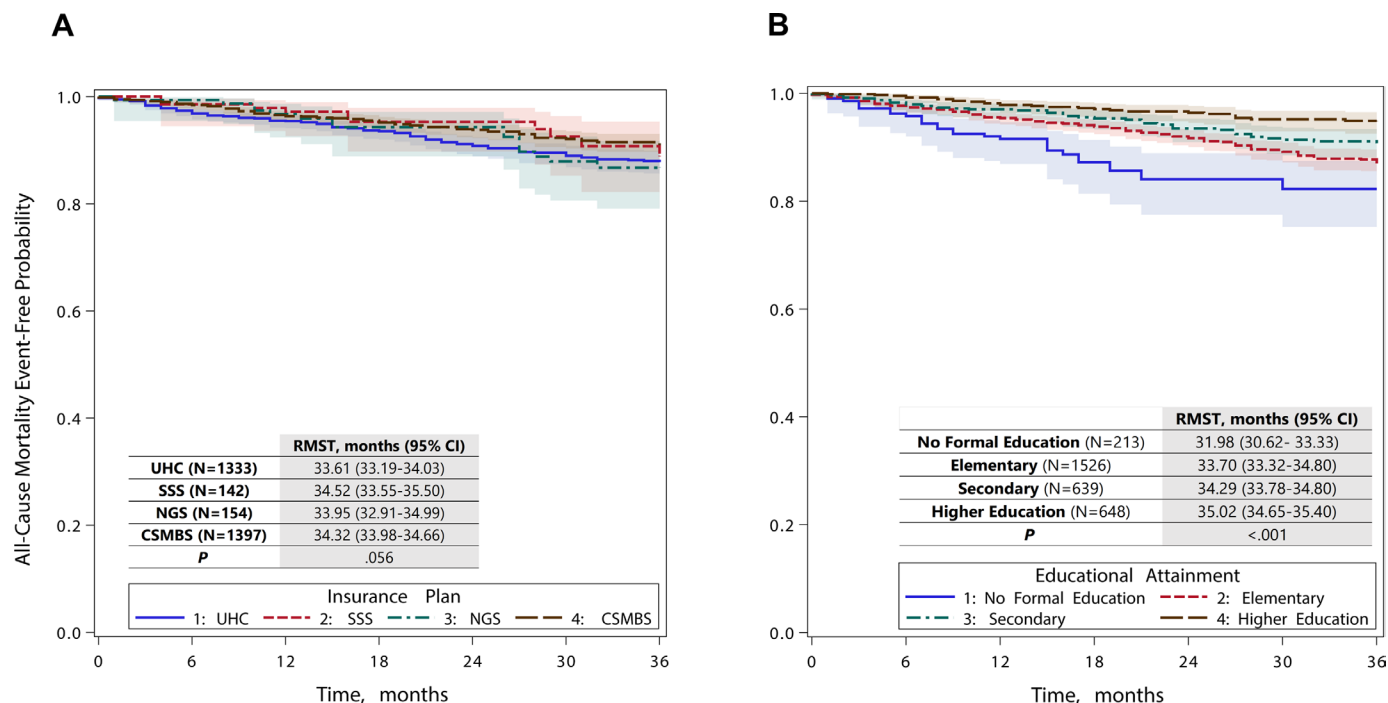 A
All-Cause Mortality Event-Free Probability
1.0
0.8
0.6
0.4
0.2
0.0
RMST, months (95% CI)
UHC (N=1333) 33.61 (33.19-34.03)
SSS (N=142) 34.52 (33.55-35.50)
NGS (N=154) 33.95 (32.91-34.99)
CSMBS (N=1397) 34.32 (33.98-34.66)
P .056
Insurance Plan
1: UHC 2: SSS 3: NGS 4: CSMBS
0 6 12 18 24 30 36
Time, months
B
1.0
0.8
0.6
0.4
0.2
0.0
RMST, months (95% CI)
No Formal Education (N=213) 31.98 (30.62- 33.33)
Elementary (N=1526) 33.70 (33.32-34.80)
Secondary (N=639) 34.29 (33.78-34.80)
Higher Education (N=648) 35.02 (34.65-35.40)
P <.001
Educational Attainment
1: No Formal Education 2: Elementary
3: Secondary 4: Higher Education
0 6 12 18 24 30 36
Time, months